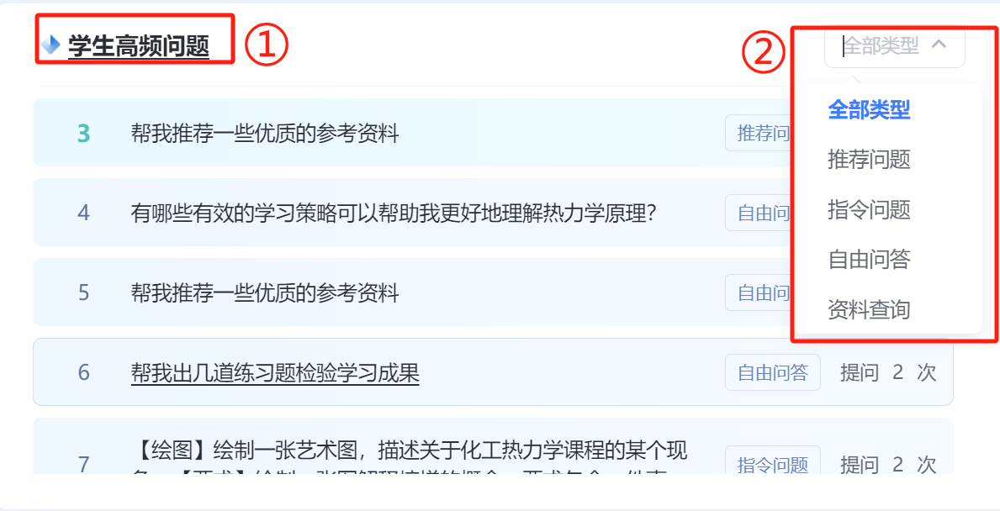 学生高频问题
①
②
全部类型
全部类型
推荐问题
指令问题
自由问答
资料查询
3 帮我推荐一些优质的参考资料 推荐问
4 有哪些有效的学习策略可以帮助我更好地理解热力学原理? 自由问
5 帮我推荐一些优质的参考资料 自由问
6 帮我出几道练习题检验学习成果 自由问答 提问 2 次
7 【绘图】绘制一张艺术图，描述关于化工热力学课程的某个现 指令问题 提问 2 次